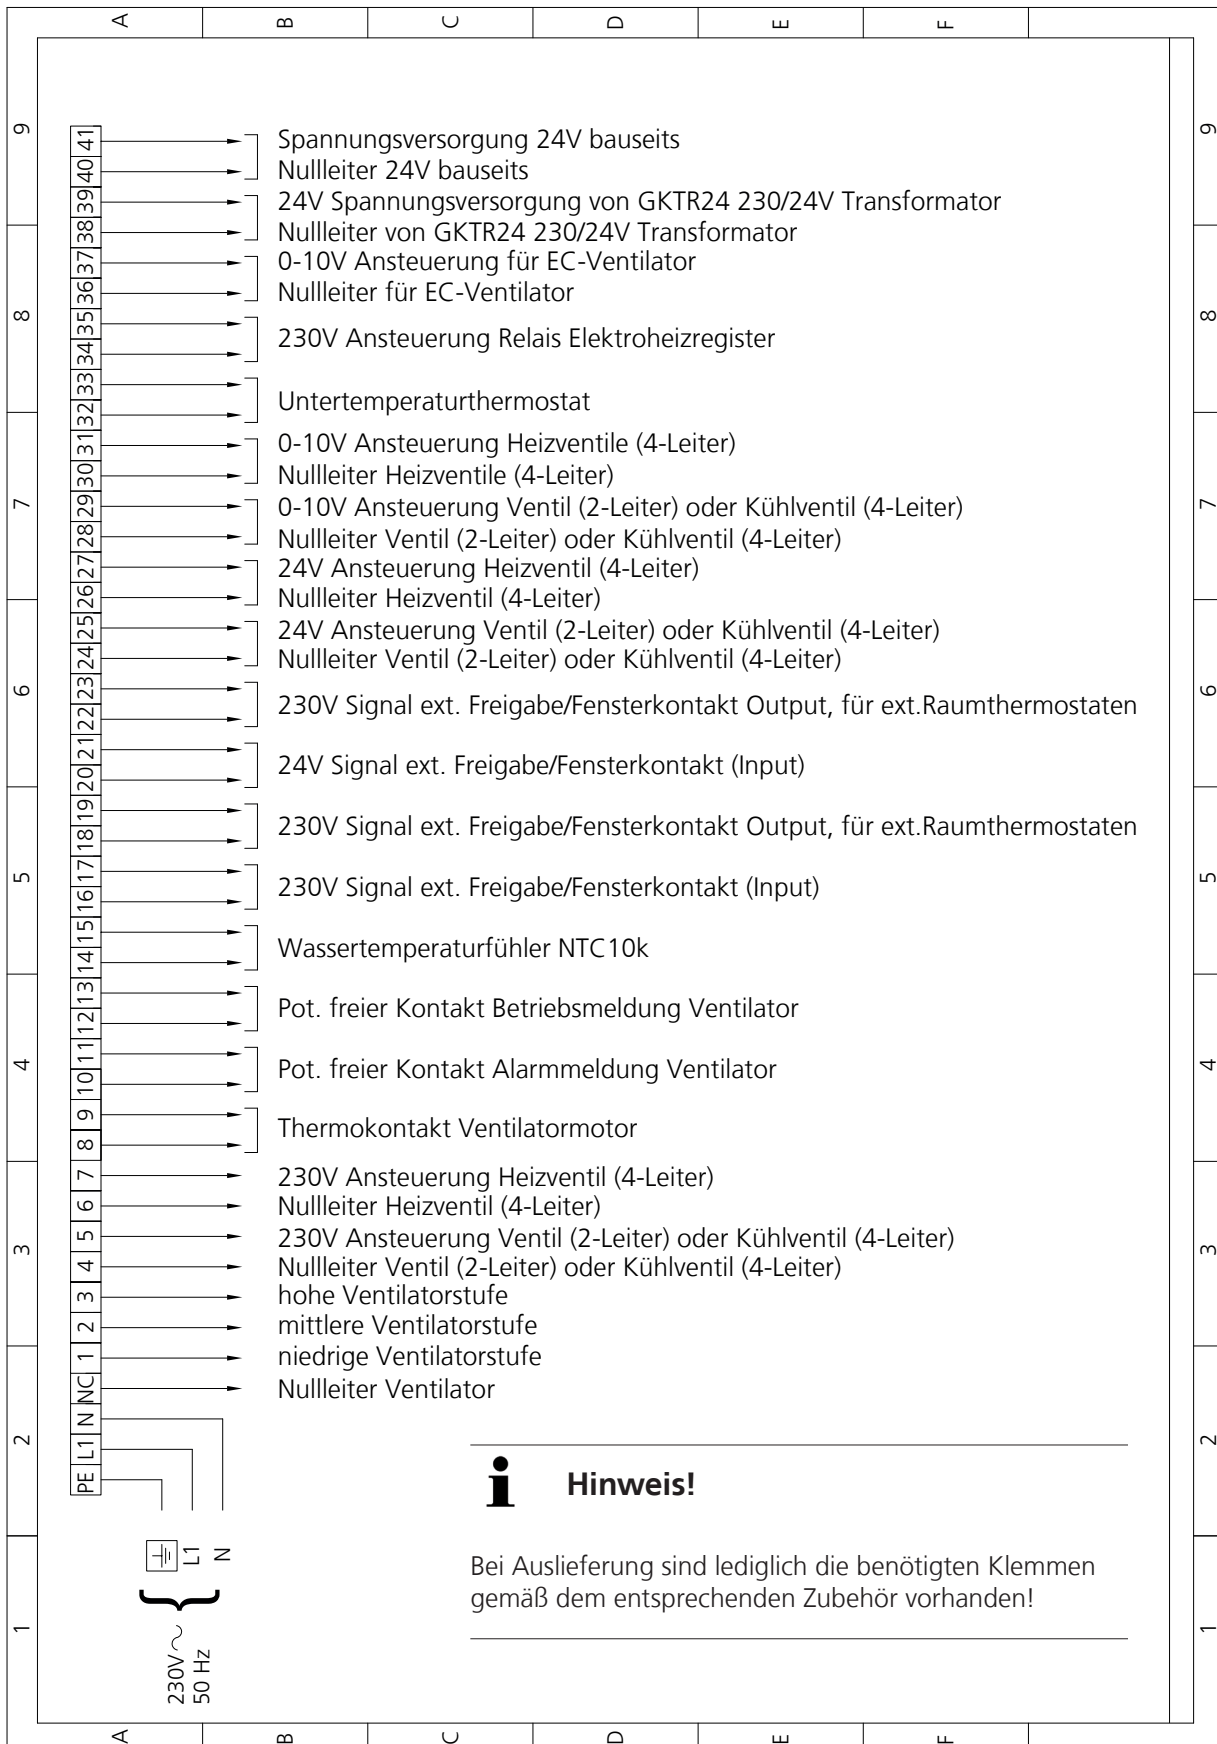 A B C D E F
9 9
41 Spannungsversorgung 24V bauseits
40 Nullleiter 24V bauseits
39 24V Spannungsversorgung von GKTR24 230/24V Transformator
38 Nullleiter von GKTR24 230/24V Transformator
37 0-10V Ansteuerung für EC-Ventilator
36 Nullleiter für EC-Ventilator
8 8
35
34
230V Ansteuerung Relais Elektroheizregister
33
32
Untertemperaturthermostat
31 0-10V Ansteuerung Heizventile (4-Leiter)
30 Nullleiter Heizventile (4-Leiter)
7 7
29 0-10V Ansteuerung Ventil (2-Leiter) oder Kühlventil (4-Leiter)
28 Nullleiter Ventil (2-Leiter) oder Kühlventil (4-Leiter)
27 24V Ansteuerung Heizventil (4-Leiter)
26 Nullleiter Heizventil (4-Leiter)
25 24V Ansteuerung Ventil (2-Leiter) oder Kühlventil (4-Leiter)
24 Nullleiter Ventil (2-Leiter) oder Kühlventil (4-Leiter)
6 6
23
22
230V Signal ext. Freigabe/Fensterkontakt Output, für ext.Raumthermostaten
21
20
24V Signal ext. Freigabe/Fensterkontakt (Input)
19
18
230V Signal ext. Freigabe/Fensterkontakt Output, für ext.Raumthermostaten
5 5
17
16
230V Signal ext. Freigabe/Fensterkontakt (Input)
15
14
Wassertemperaturfühler NTC10k
13
12
Pot. freier Kontakt Betriebsmeldung Ventilator
4 4
11
10
Pot. freier Kontakt Alarmmeldung Ventilator
9
8
Thermokontakt Ventilatormotor
7 230V Ansteuerung Heizventil (4-Leiter)
6 Nullleiter Heizventil (4-Leiter)
3 3
5 230V Ansteuerung Ventil (2-Leiter) oder Kühlventil (4-Leiter)
4 Nullleiter Ventil (2-Leiter) oder Kühlventil (4-Leiter)
3 hohe Ventilatorstufe
2 mittlere Ventilatorstufe
1 niedrige Ventilatorstufe
NC Nullleiter Ventilator
2 2
N
L1
PE
Hinweis!
L1
N
Bei Auslieferung sind lediglich die benötigten Klemmen
gemäß dem entsprechenden Zubehör vorhanden!
1 1
230V~
50 Hz
A B C D E F